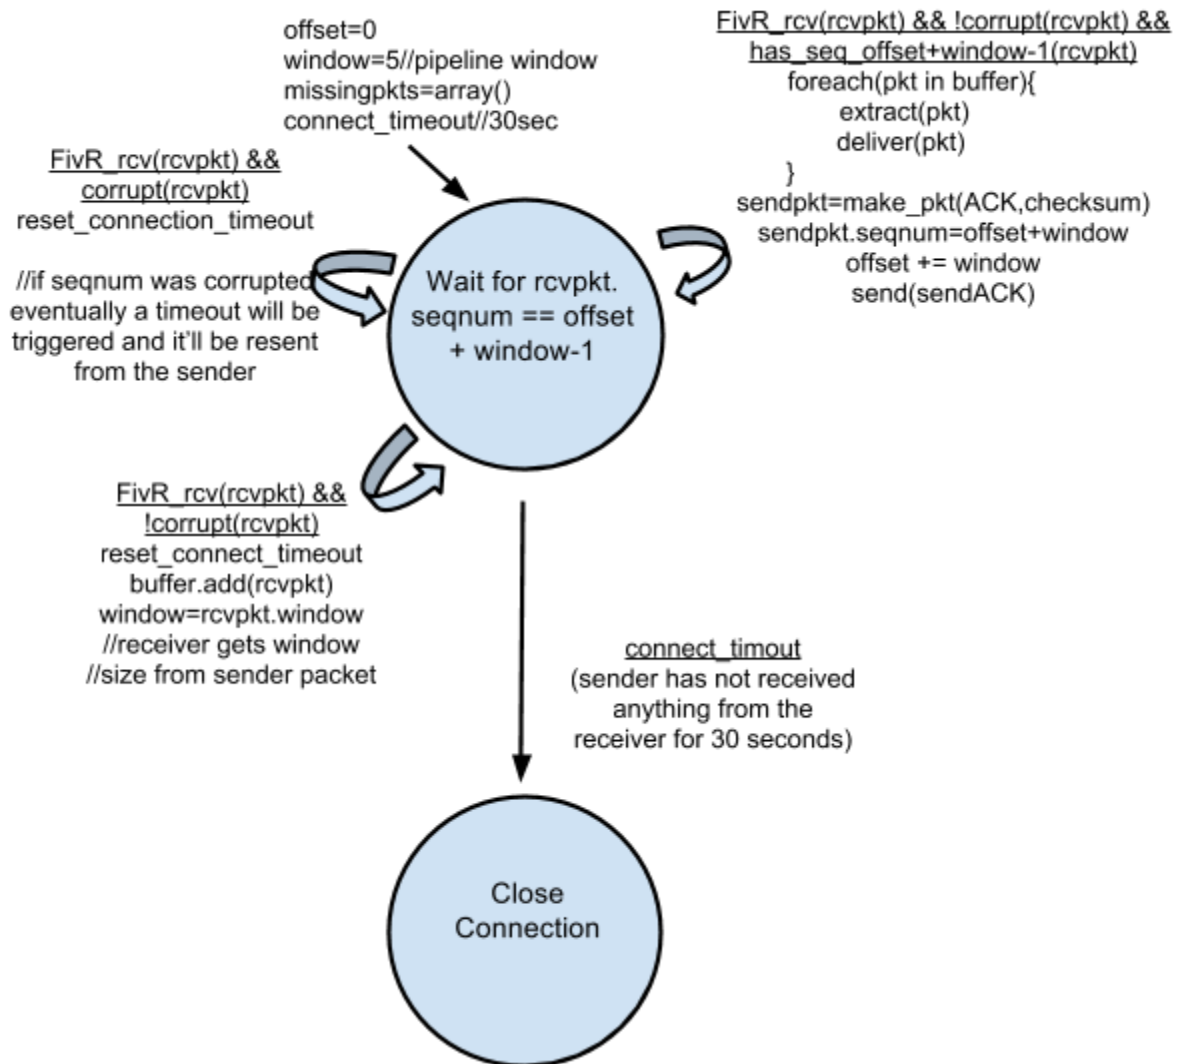 offset=0
window=5//pipeline window
missingpkts=array()
connect_timeout//30sec
FivR_rcv(rcvpkt) && !corrupt(rcvpkt) &&
has_seq_offset+window-1(rcvpkt)
foreach(pkt in buffer){
extract(pkt)
deliver(pkt)
}
sendpkt=make_pkt(ACK,checksum)
sendpkt.seqnum=offset+window
offset += window
send(sendACK)
FivR_rcv(rcvpkt) &&
corrupt(rcvpkt)
reset_connection_timeout
//if seqnum was corrupted
eventually a timeout will be
triggered and it'll be resent
from the sender
Wait for rcvpkt.
seqnum == offset
+ window-1
FivR_rcv(rcvpkt) &&
!corrupt(rcvpkt)
reset_connect_timeout
buffer.add(rcvpkt)
window=rcvpkt.window
//receiver gets window
//size from sender packet
connect_timout
(sender has not received
anything from the
receiver for 30 seconds)
Close
Connection